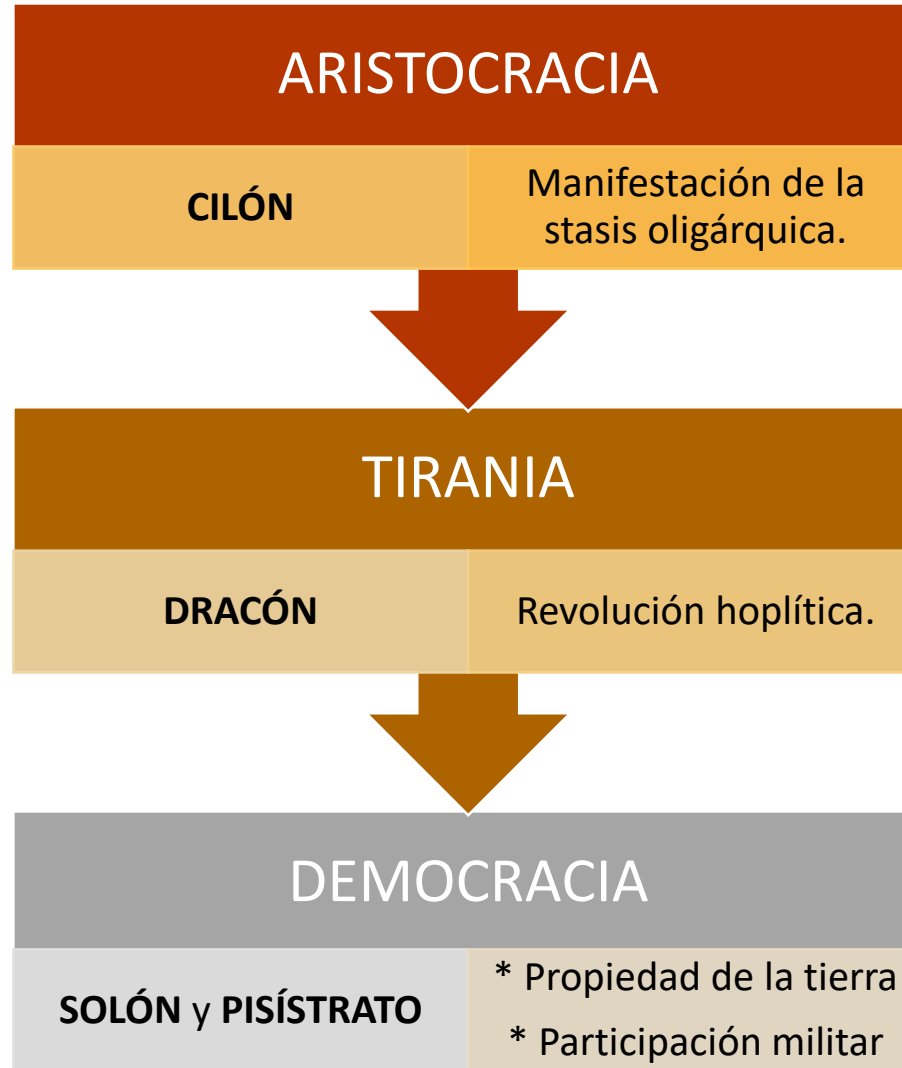 ARISTOCRACIA
CILÓN
Manifestación de la
stasis oligárquica.
TIRANIA
DRACÓN
Revolución hoplítica.
DEMOCRACIA
SOLÓN y PISÍSTRATO
* Propiedad de la tierra
* Participación militar